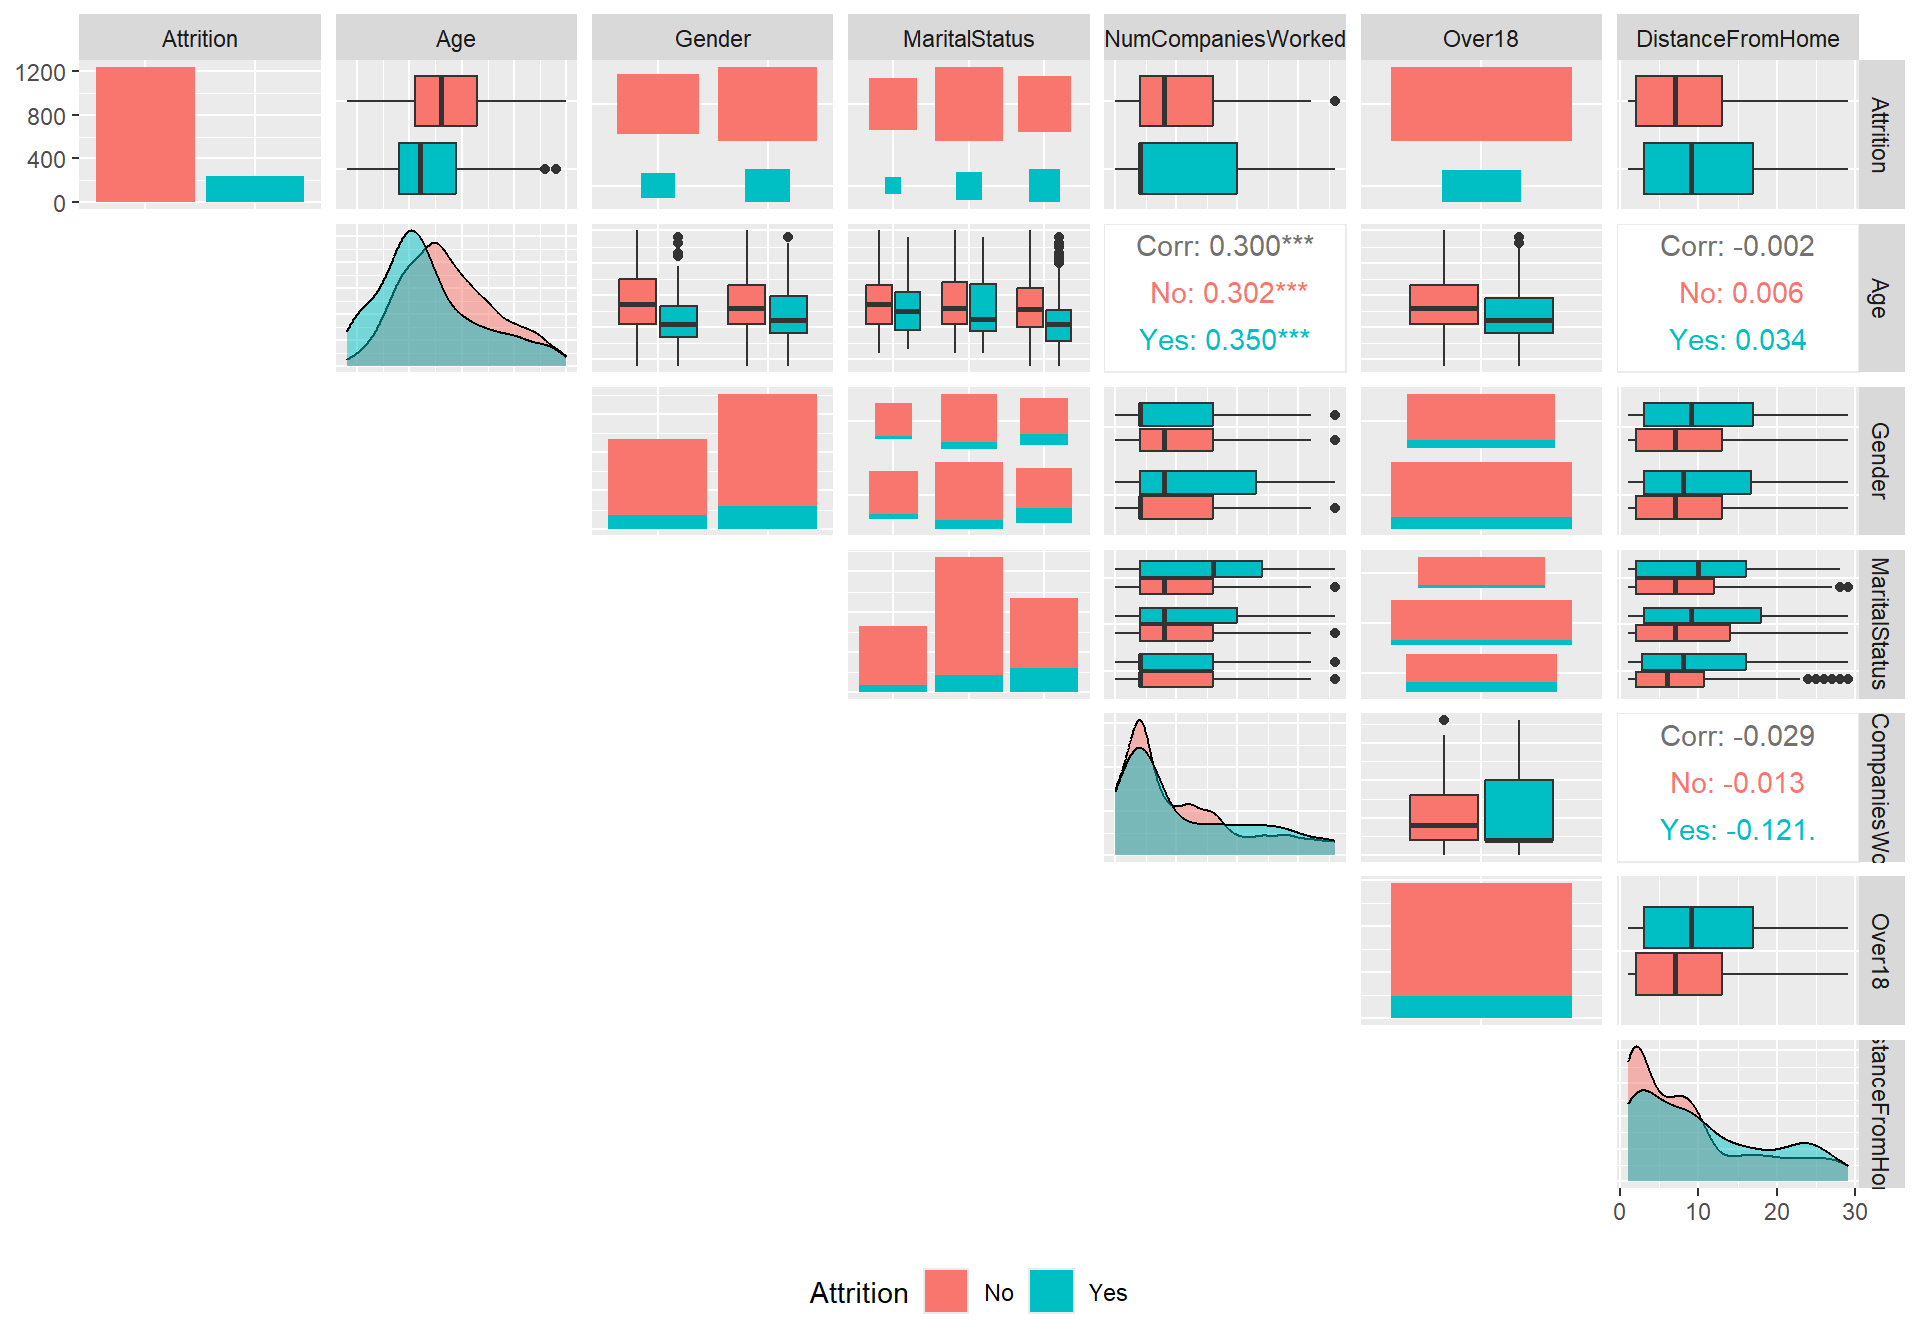 Attrition
Age
Gender
MaritalStatus
NumCompaniesWorked
Over18
DistanceFromHome
1200
800
400
0
Attrition
Corr: 0.300***
No: 0.302***
Yes: 0.350***
Corr: -0.002
No: 0.006
Yes: 0.034
Age
Gender
MaritalStatus
Corr: -0.029
No: -0.013
Yes: -0.121.
CompaniesWo
Over18
stanceFromHo
0 10 20 30
Attrition No Yes